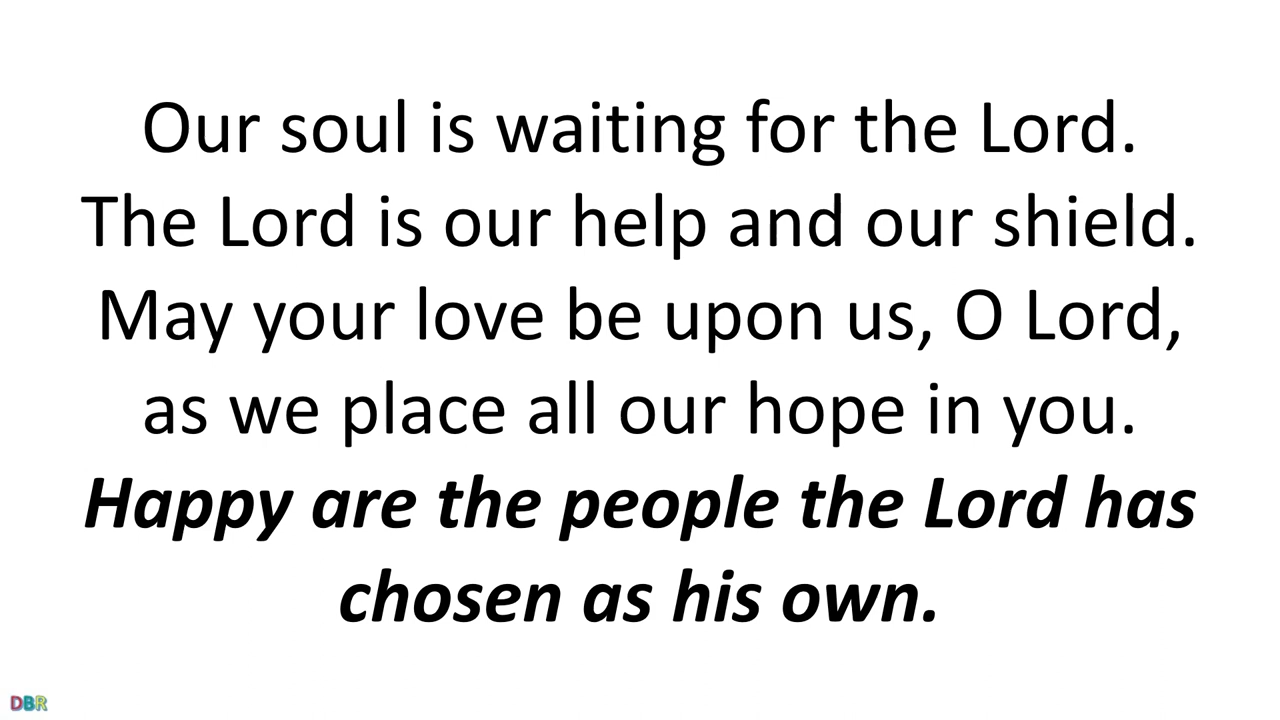 Our soul is waiting for the Lord.
The Lord is our help and our shield.
May your love be upon us, O Lord,
as we place all our hope in you.
Happy are the people the Lord has
chosen as his own.
DBR